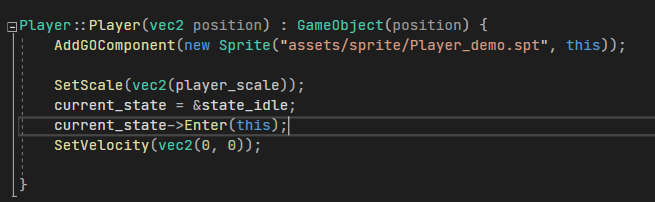 Player::Player(vec2 position) : GameObject(position) {
    AddGOComponent(new Sprite("assets/sprite/Player_demo.spt", this));

    SetScale(vec2(player_scale));
    current_state = &state_idle;
    current_state->Enter(this);
    SetVelocity(vec2(0, 0));

}